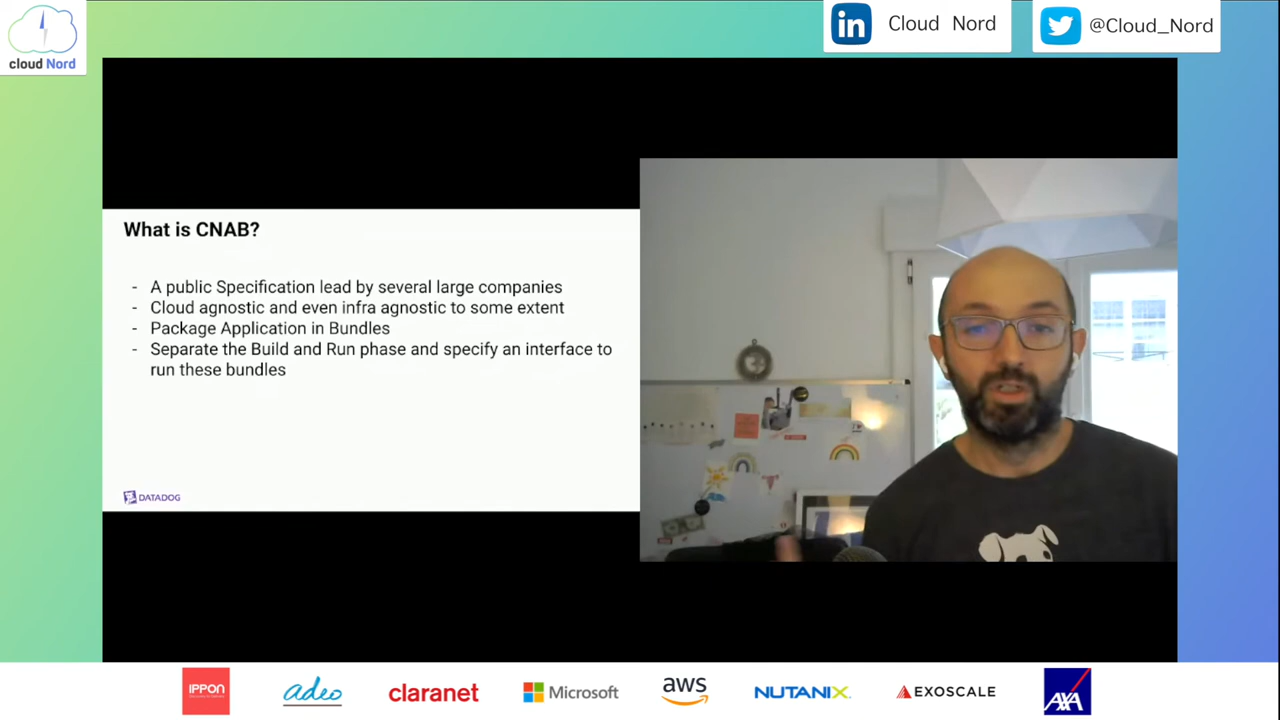 cloud Nord
in Cloud Nord
@Cloud_Nord
What is CNAB?
- A public Specification lead by several large companies
- Cloud agnostic and even infra agnostic to some extent
- Package Application in Bundles
- Separate the Build and Run phase and specify an interface to
run these bundles
DATADOG
IPPON
adeo
claranet
Microsoft
aws
NUTANIX
EXOSCALE
AXA